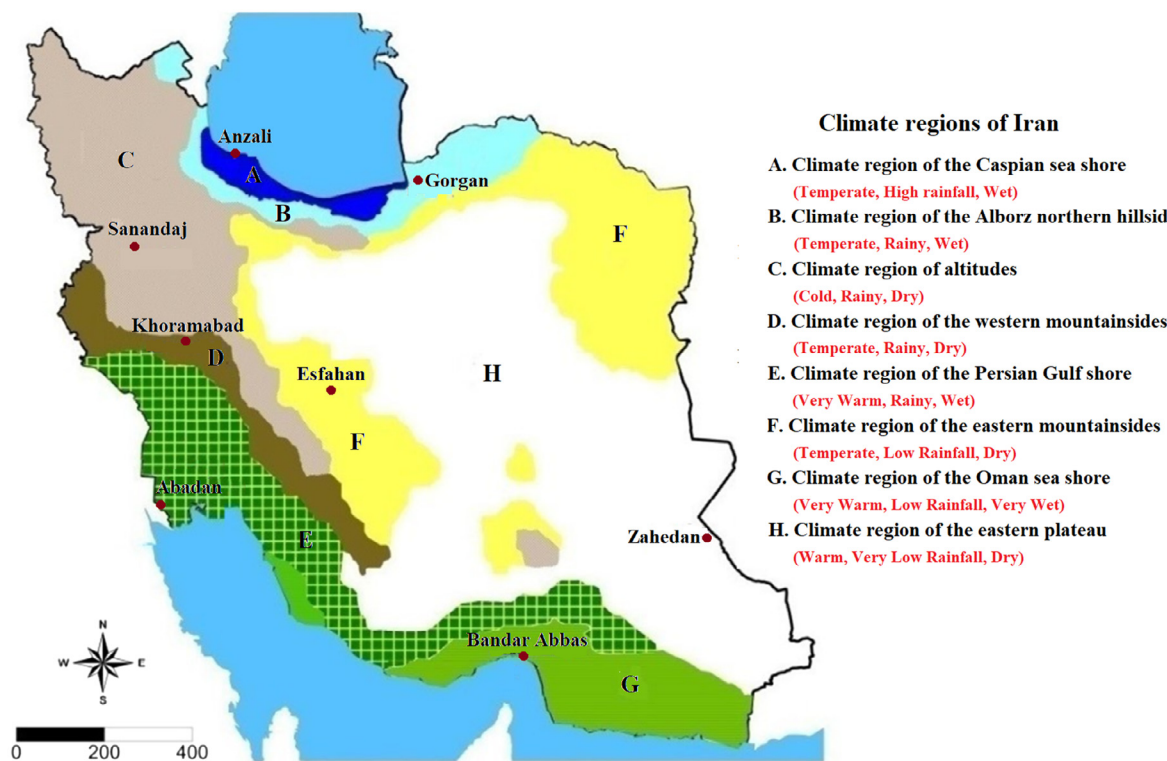 Climate regions of Iran
A. Climate region of the Caspian sea shore
(Temperate, High rainfall, Wet)
B. Climate region of the Alborz northern hillsid
(Temperate, Rainy, Wet)
C. Climate region of altitudes
(Cold, Rainy, Dry)
D. Climate region of the western mountainsides
(Temperate, Rainy, Dry)
E. Climate region of the Persian Gulf shore
(Very Warm, Rainy, Wet)
F. Climate region of the eastern mountainsides
(Temperate, Low Rainfall, Dry)
G. Climate region of the Oman sea shore
(Very Warm, Low Rainfall, Very Wet)
H. Climate region of the eastern plateau
(Warm, Very Low Rainfall, Dry)
Anzali
C
A
Gorgan
B
Sanandaj
F
Khoramabad
D
Esfahan
H
F
Abadan
E
Zahedan
Bandar Abbas
G
N
W
E
S
0 200 400